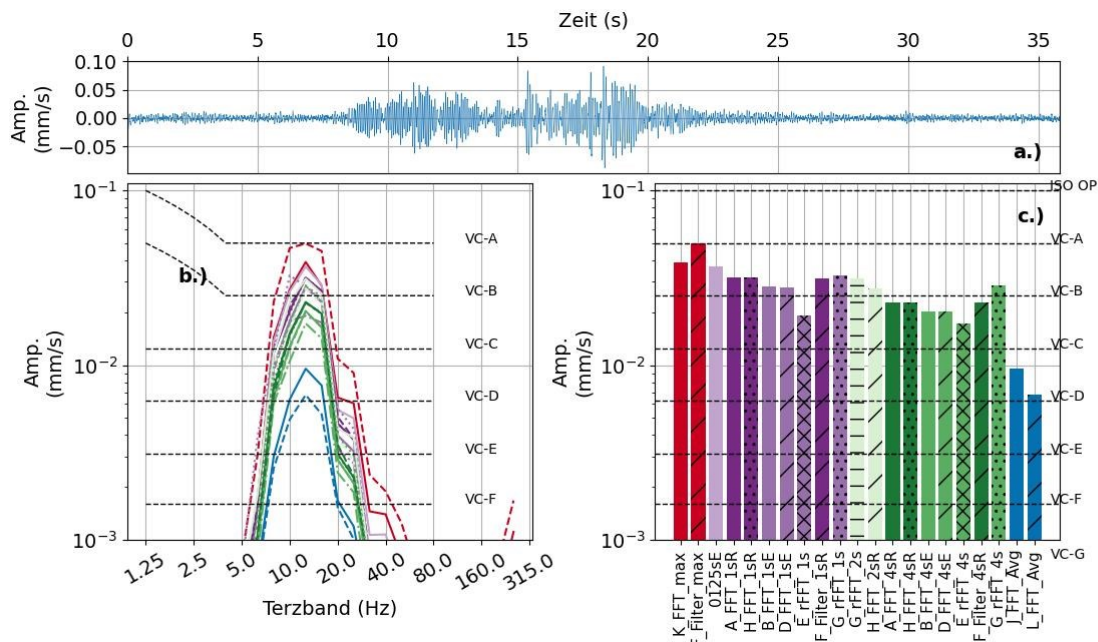 Zeit (s)
0 5 10 15 20 25 30 35
Amp.
(mm/s)
0.10
0.05
0.00
−0.05
a.)
Amp.
(mm/s)
10⁻¹
10⁻²
10⁻³
b.)
VC-A
VC-B
VC-C
VC-D
VC-E
VC-F
1.25 2.5 5.0 10.0 20.0 40.0 80.0 160.0 315.0
Terzband (Hz)
Amp.
(mm/s)
10⁻¹
10⁻²
10⁻³
c.)
ISO OP
VC-A
VC-B
VC-C
VC-D
VC-E
VC-F
VC-G
K_FFT_max
F_Filter_max
0125sE
A_FFT_1sR
H_FFT_1sR
B_FFT_1sE
D_FFT_1sE
E_rFFT_1s
F_Filter_1sR
G_rFFT_1s
G_rFFT_2s
H_FFT_2sR
A_FFT_4sR
H_FFT_4sR
B_FFT_4sE
D_FFT_4sE
E_rFFT_4s
F_Filter_4sR
G_rFFT_4s
J_FFT_Avg
L_FFT_Avg